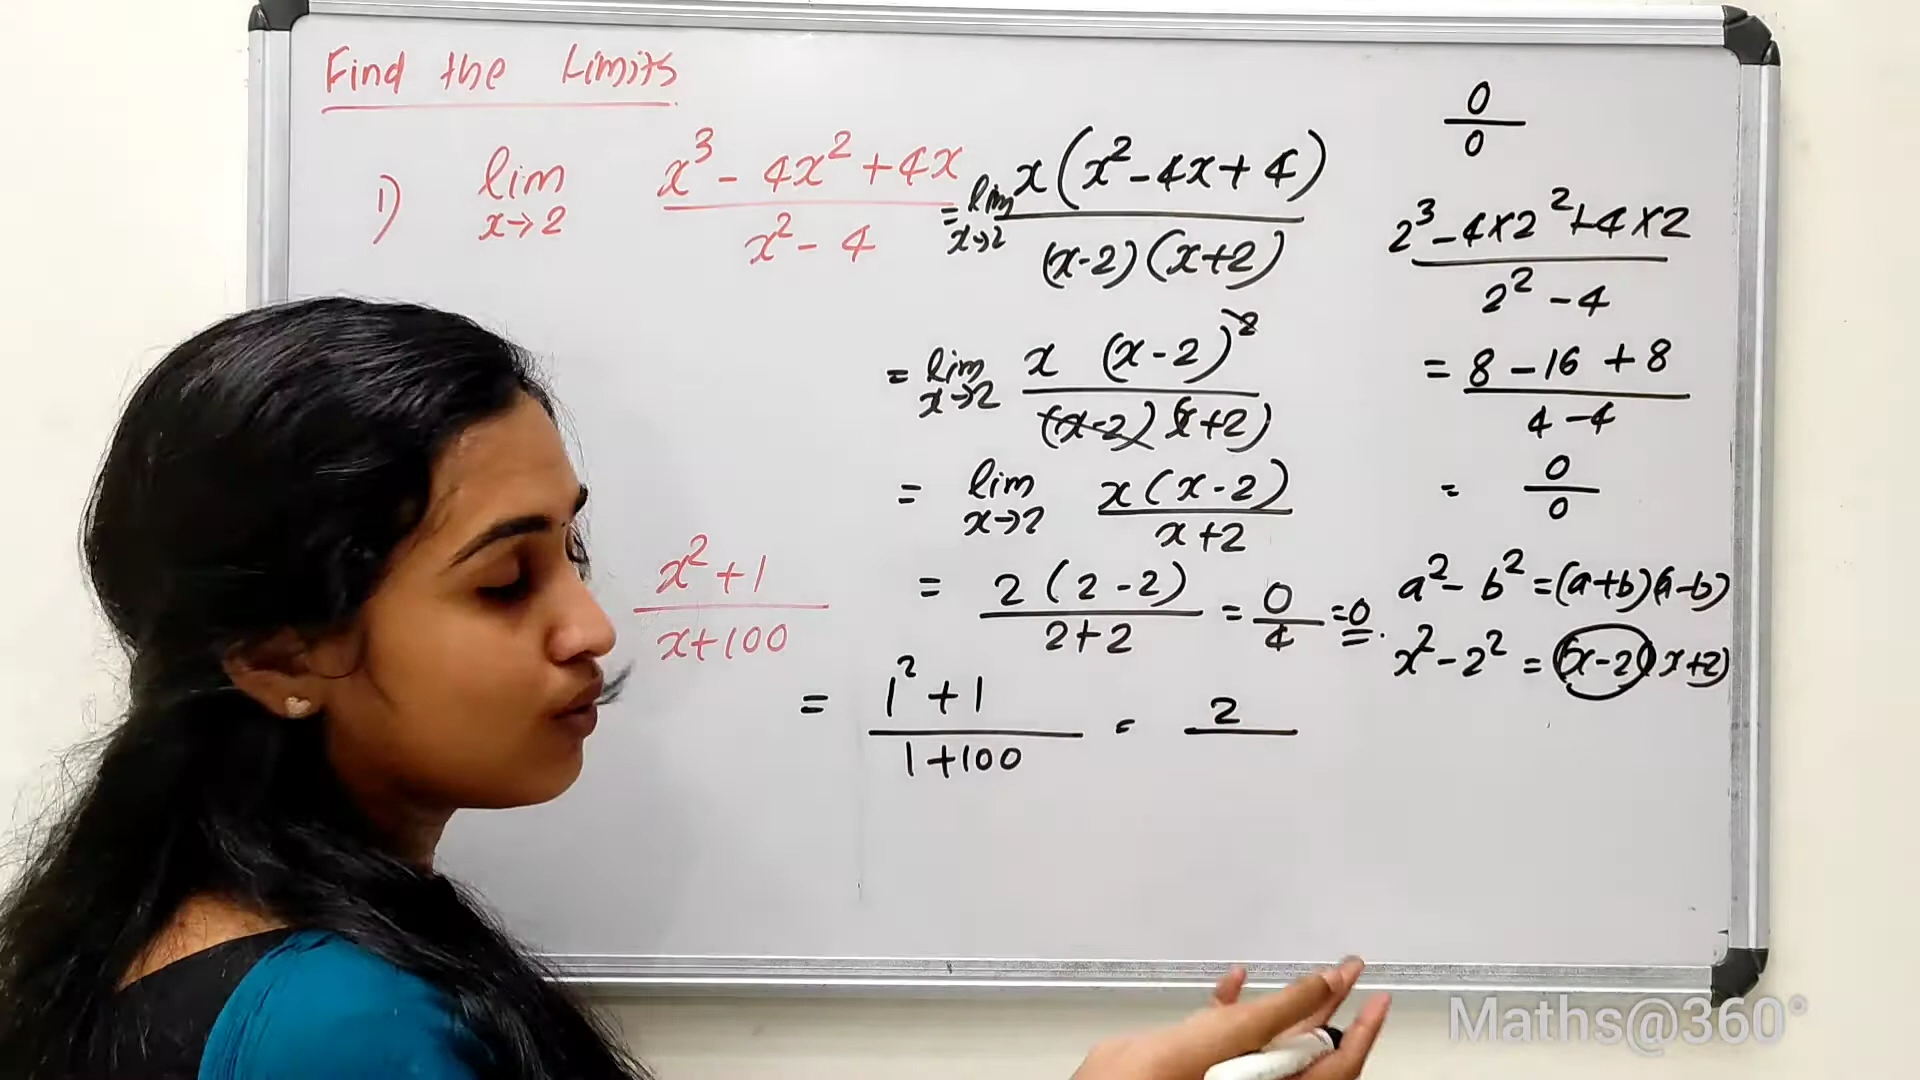 Find the Limits
1) lim x→2 x³ - 4x² + 4x / x² - 4
= lim x→2 x(x² - 4x + 4) / (x-2)(x+2)
= lim x→2 x (x-2)² / (x-2)(x+2)
= lim x→2 x(x-2) / x+2
= 2(2-2) / 2+2 = 0/4 = 0.
0/0
2³ - 4×2² + 4×2 / 2² - 4
= 8 - 16 + 8 / 4 - 4
= 0/0
a² - b² = (a+b)(a-b)
x² - 2² = (x-2)(x+2)
x² + 1 / x+100
= 1² + 1 / 1+100 = 2
Maths@360°